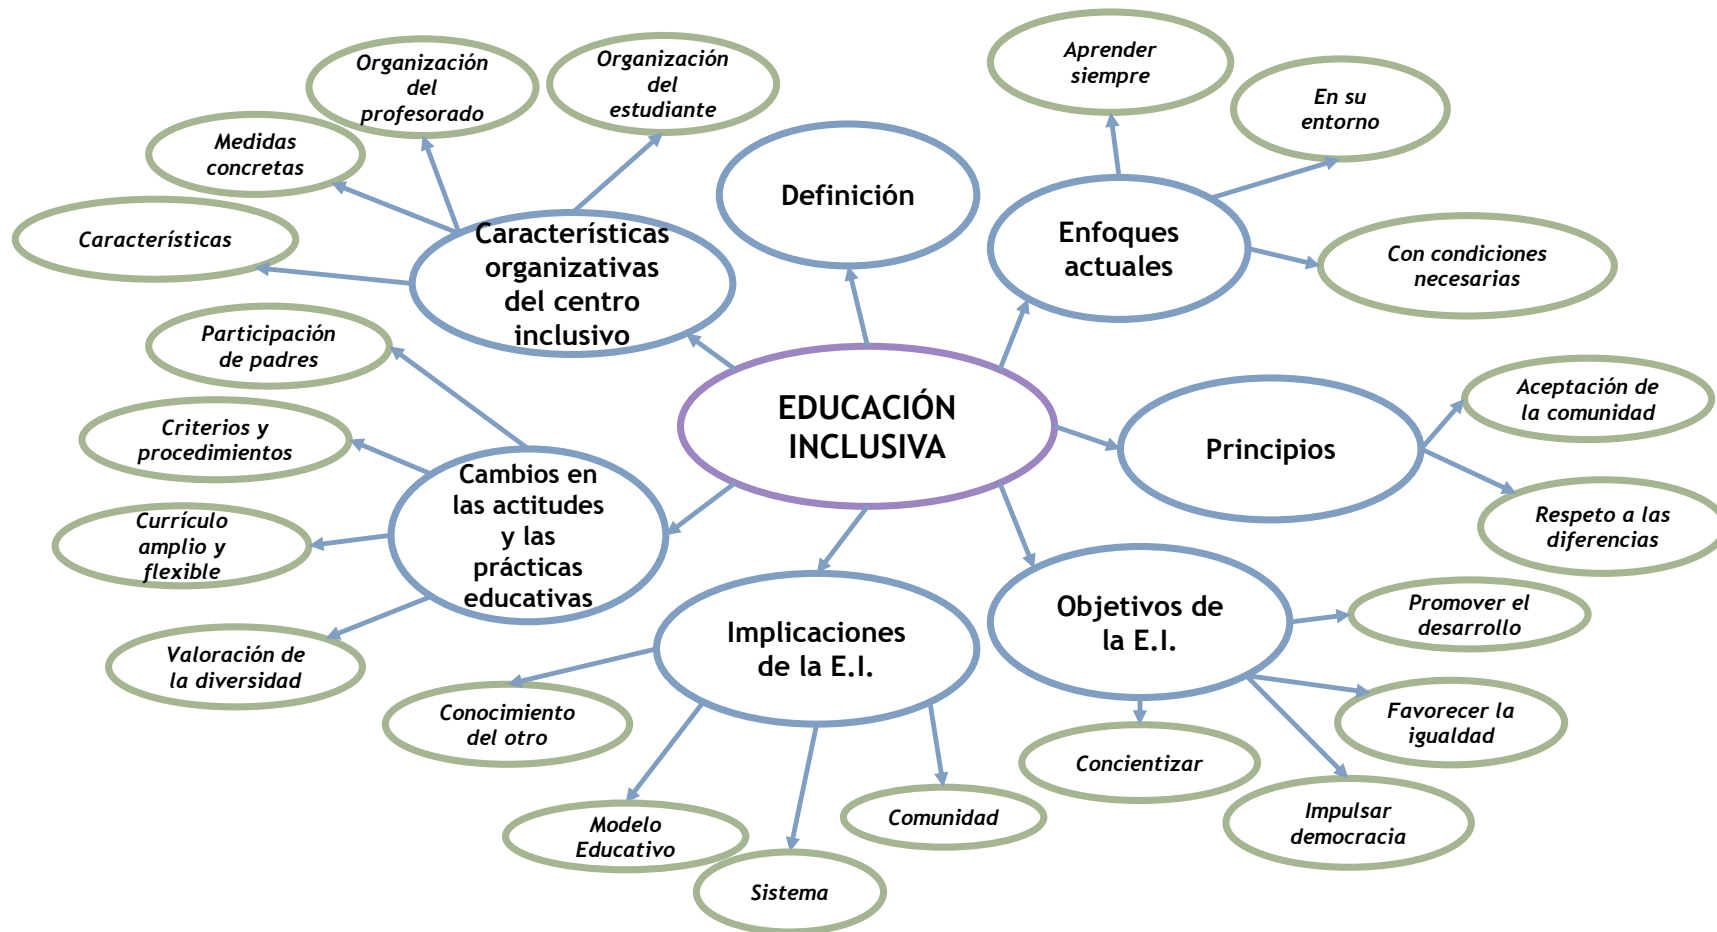 Organización
del
profesorado
Organización
del
estudiante
Medidas
concretas
Características
Características
organizativas
del centro
inclusivo
Definición
Aprender
siempre
En su
entorno
Enfoques
actuales
Con condiciones
necesarias
Participación
de padres
Criterios y
procedimientos
Currículo
amplio y
flexible
Valoración de
la diversidad
Cambios en
las actitudes
y las
prácticas
educativas
EDUCACIÓN
INCLUSIVA
Principios
Aceptación de
la comunidad
Respeto a las
diferencias
Implicaciones
de la E.I.
Conocimiento
del otro
Modelo
Educativo
Sistema
Comunidad
Objetivos de
la E.I.
Promover el
desarrollo
Favorecer la
igualdad
Impulsar
democracia
Concientizar